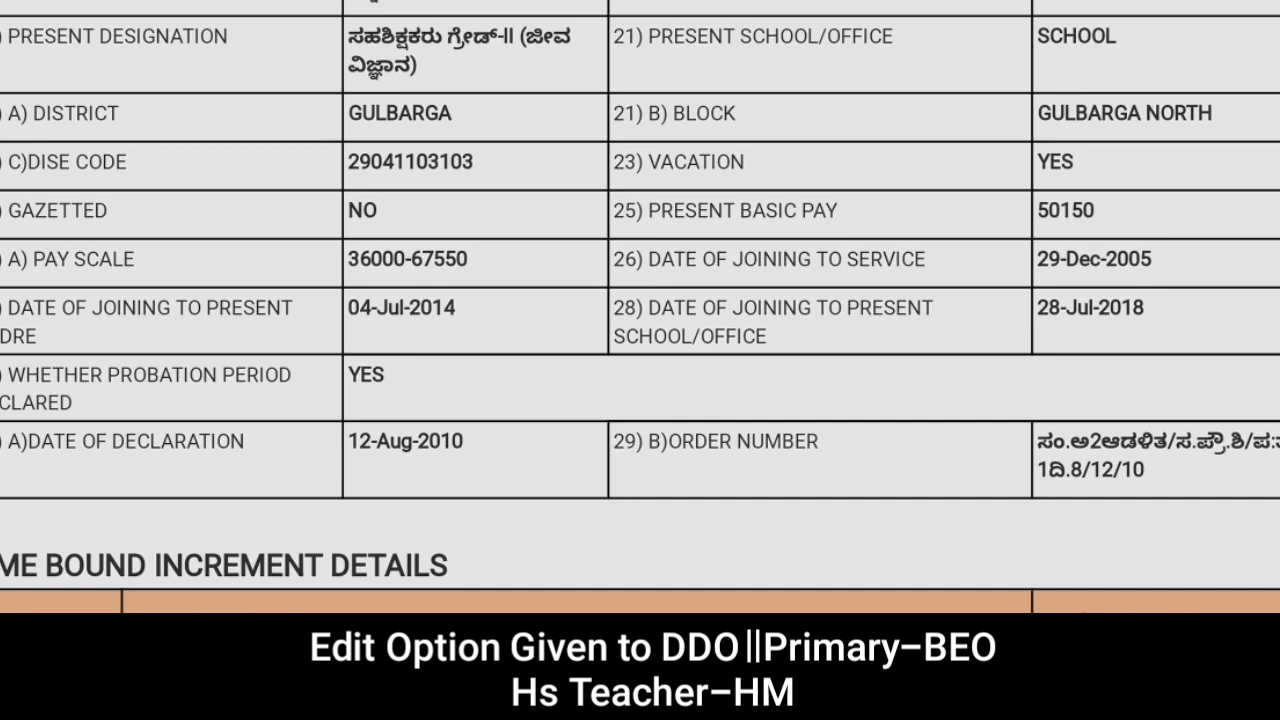 ) PRESENT DESIGNATION
ಸಹಶಿಕ್ಷಕರು ಗ್ರೇಡ್-II (ಜೀವ
ವಿಜ್ಞಾನ)
21) PRESENT SCHOOL/OFFICE
SCHOOL
) A) DISTRICT
GULBARGA
21) B) BLOCK
GULBARGA NORTH
) C)DISE CODE
29041103103
23) VACATION
YES
) GAZETTED
NO
25) PRESENT BASIC PAY
50150
) A) PAY SCALE
36000-67550
26) DATE OF JOINING TO SERVICE
29-Dec-2005
) DATE OF JOINING TO PRESENT
DRE
04-Jul-2014
28) DATE OF JOINING TO PRESENT
SCHOOL/OFFICE
28-Jul-2018
) WHETHER PROBATION PERIOD
CLARED
YES
) A)DATE OF DECLARATION
12-Aug-2010
29) B)ORDER NUMBER
ಸಂ.ಅ2ಆಡಳಿತ/ಸ.ಪ್ರೌ.ಶಿ/ಪ:
1ದಿ.8/12/10
ME BOUND INCREMENT DETAILS
Edit Option Given to DDO||Primary–BEO
Hs Teacher–HM